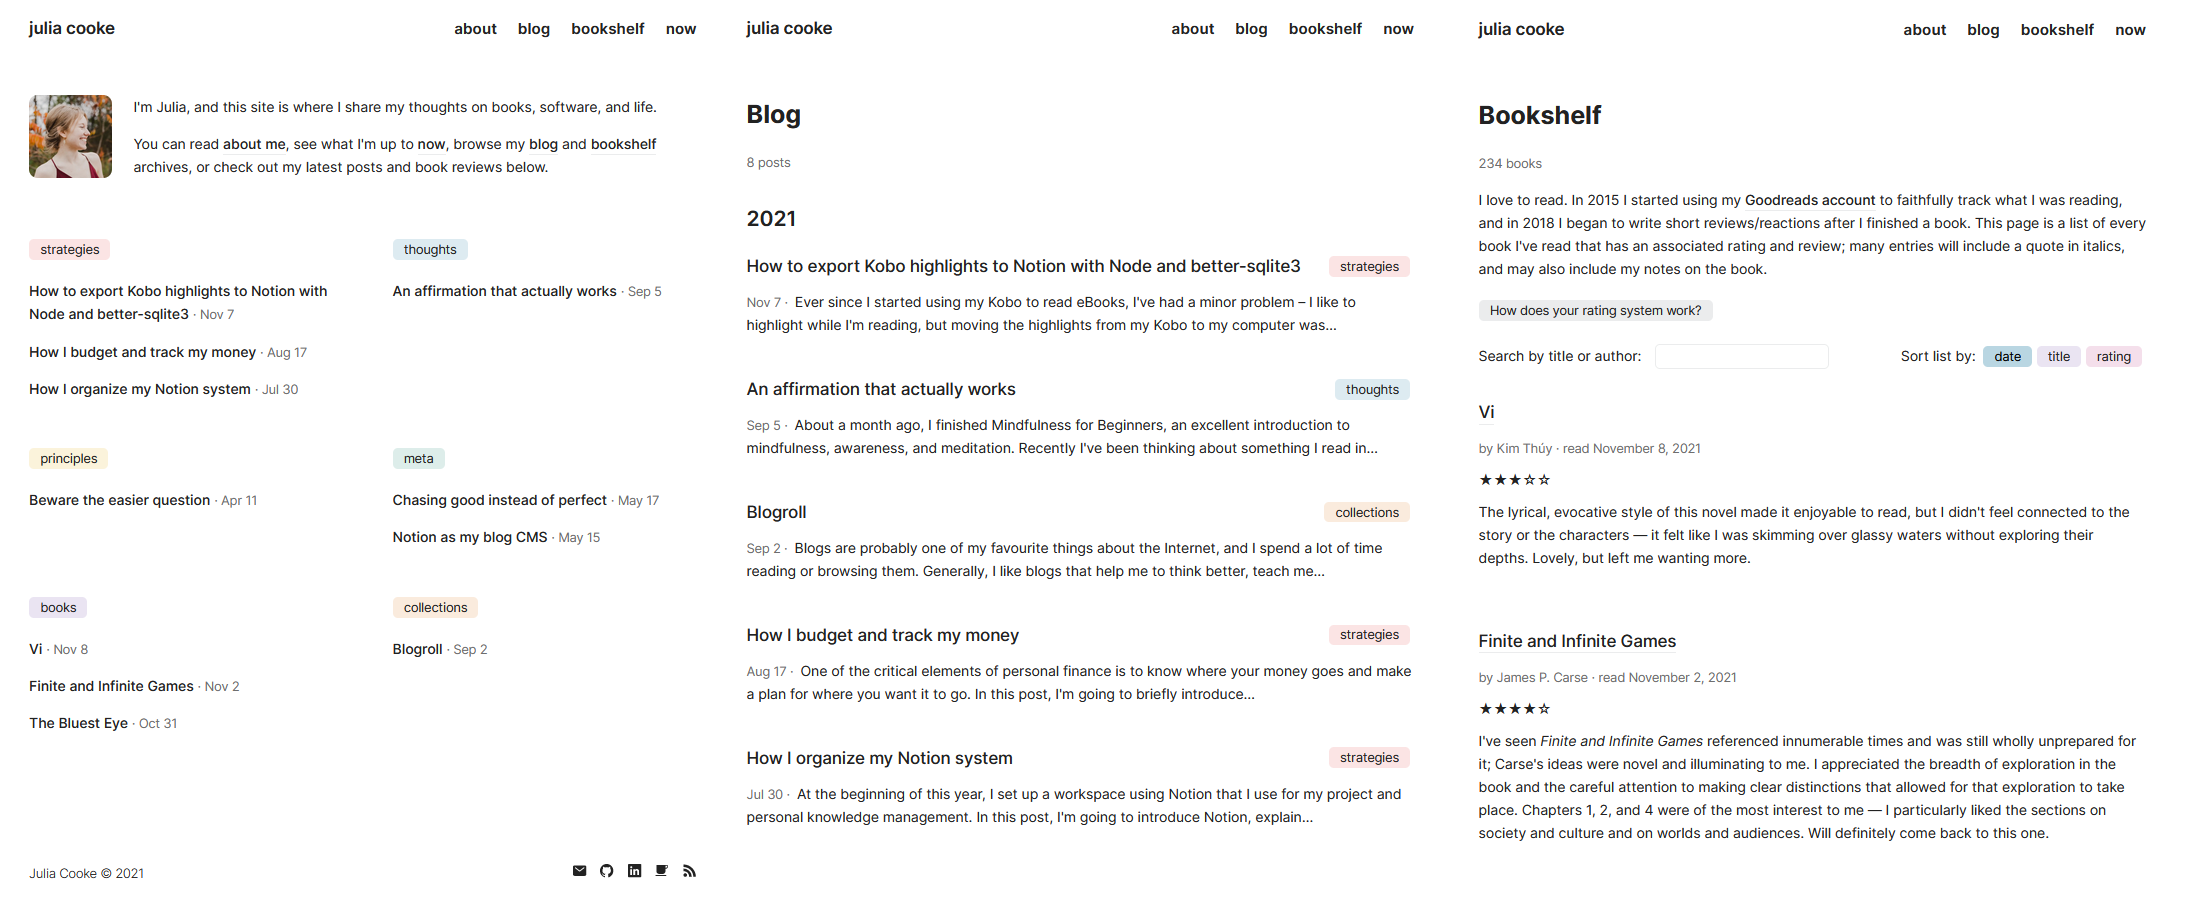 julia cooke
about blog bookshelf now
I'm Julia, and this site is where I share my thoughts on books, software, and life.
You can read about me, see what I'm up to now, browse my blog and bookshelf
archives, or check out my latest posts and book reviews below.
strategies
How to export Kobo highlights to Notion with
Node and better-sqlite3 · Nov 7
How I budget and track my money · Aug 17
How I organize my Notion system · Jul 30
thoughts
An affirmation that actually works · Sep 5
principles
Beware the easier question · Apr 11
meta
Chasing good instead of perfect · May 17
Notion as my blog CMS · May 15
books
Vi · Nov 8
Finite and Infinite Games · Nov 2
The Bluest Eye · Oct 31
collections
Blogroll · Sep 2
Julia Cooke © 2021
julia cooke
about blog bookshelf now
Blog
8 posts
2021
How to export Kobo highlights to Notion with Node and better-sqlite3 strategies
Nov 7 · Ever since I started using my Kobo to read eBooks, I've had a minor problem – I like to
highlight while I'm reading, but moving the highlights from my Kobo to my computer was...
An affirmation that actually works thoughts
Sep 5 · About a month ago, I finished Mindfulness for Beginners, an excellent introduction to
mindfulness, awareness, and meditation. Recently I've been thinking about something I read in...
Blogroll collections
Sep 2 · Blogs are probably one of my favourite things about the Internet, and I spend a lot of time
reading or browsing them. Generally, I like blogs that help me to think better, teach me...
How I budget and track my money strategies
Aug 17 · One of the critical elements of personal finance is to know where your money goes and make
a plan for where you want it to go. In this post, I'm going to briefly introduce...
How I organize my Notion system strategies
Jul 30 · At the beginning of this year, I set up a workspace using Notion that I use for my project and
personal knowledge management. In this post, I'm going to introduce Notion, explain...
julia cooke
about blog bookshelf now
Bookshelf
234 books
I love to read. In 2015 I started using my Goodreads account to faithfully track what I was reading,
and in 2018 I began to write short reviews/reactions after I finished a book. This page is a list of every
book I've read that has an associated rating and review; many entries will include a quote in italics,
and may also include my notes on the book.
How does your rating system work?
Search by title or author: Sort list by: date title rating
Vi
by Kim Thúy · read November 8, 2021
★★★☆☆
The lyrical, evocative style of this novel made it enjoyable to read, but I didn't feel connected to the
story or the characters — it felt like I was skimming over glassy waters without exploring their
depths. Lovely, but left me wanting more.
Finite and Infinite Games
by James P. Carse · read November 2, 2021
★★★★☆
I've seen Finite and Infinite Games referenced innumerable times and was still wholly unprepared for
it; Carse's ideas were novel and illuminating to me. I appreciated the breadth of exploration in the
book and the careful attention to making clear distinctions that allowed for that exploration to take
place. Chapters 1, 2, and 4 were of the most interest to me — I particularly liked the sections on
society and culture and on worlds and audiences. Will definitely come back to this one.